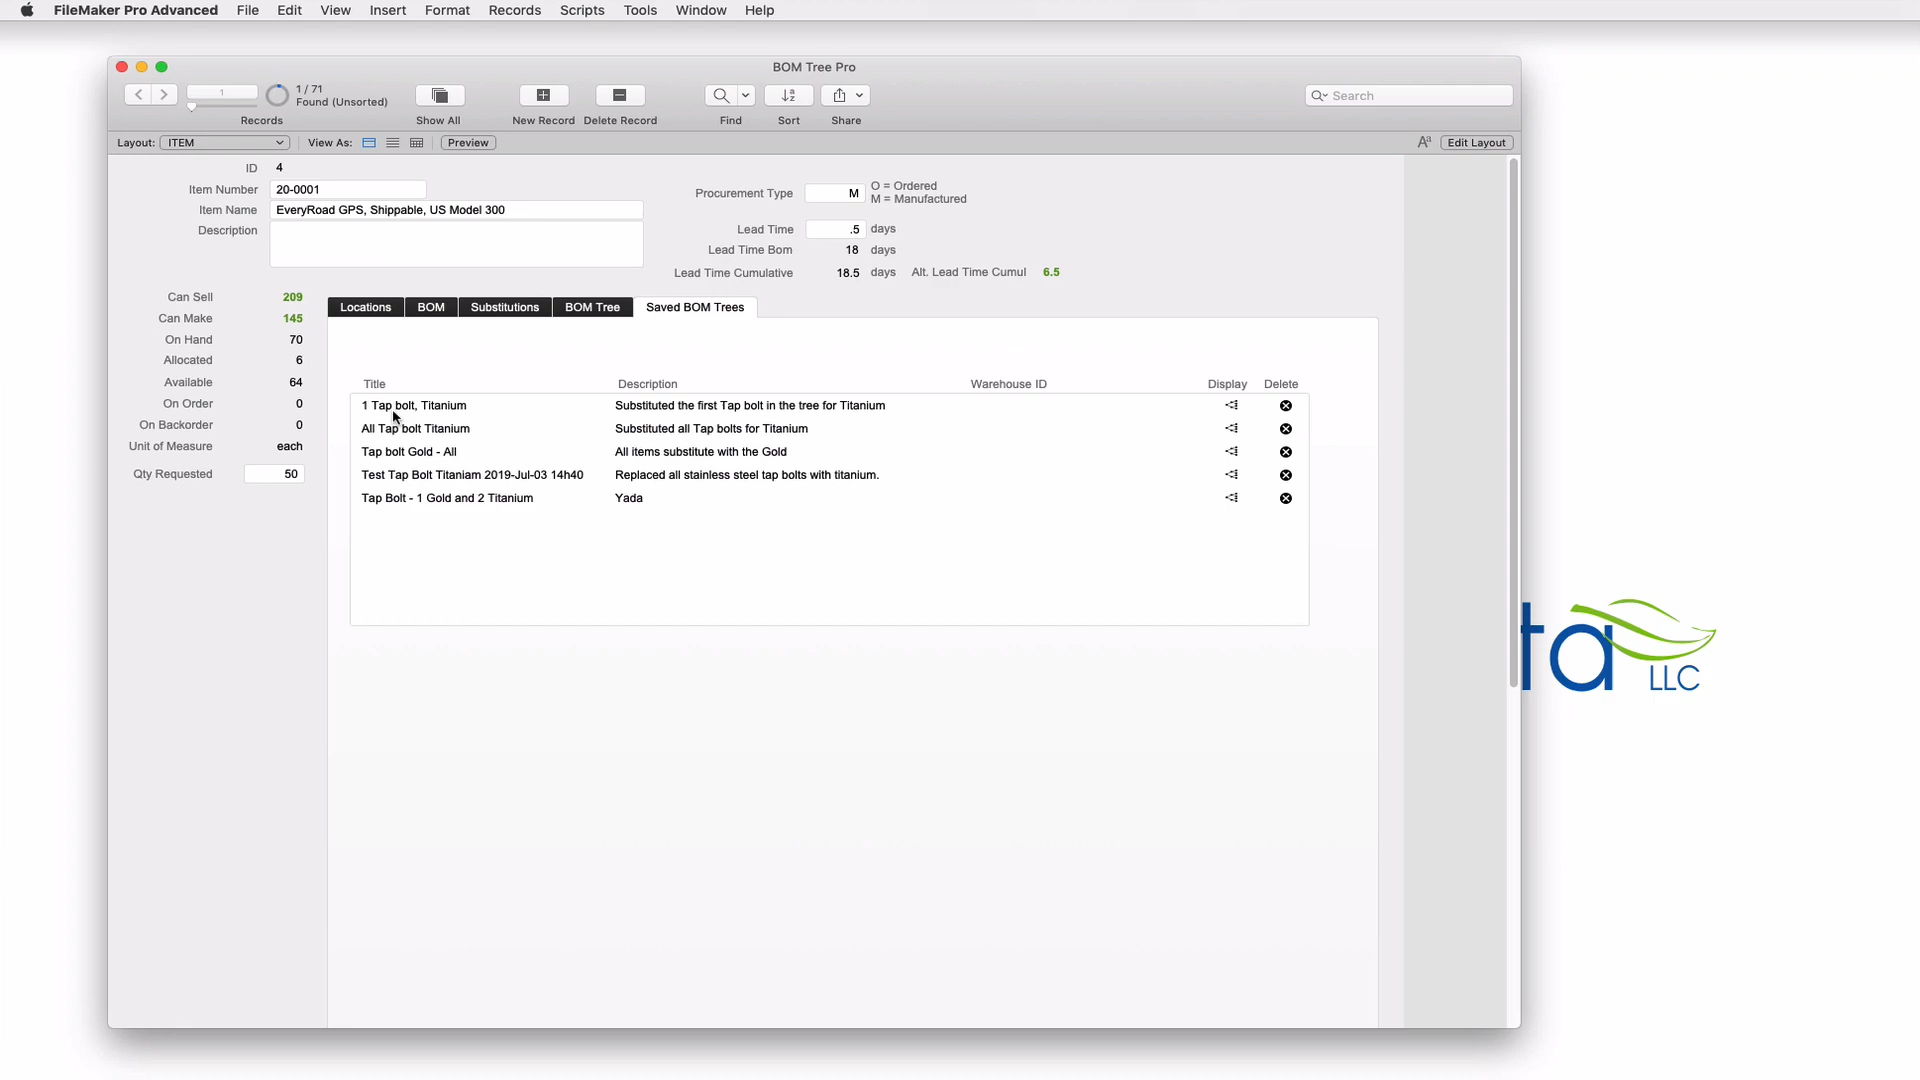 FileMaker Pro Advanced File Edit View Insert Format Records Scripts Tools Window Help
BOM Tree Pro
1
1 / 71
Found (Unsorted)
Records
Show All
New Record
Delete Record
Find
Sort
Share
Search
Layout: ITEM View As: Preview
Aa Edit Layout
ID 4
Item Number 20-0001
Item Name EveryRoad GPS, Shippable, US Model 300
Description
Procurement Type M
O = Ordered
M = Manufactured
Lead Time .5 days
Lead Time Bom 18 days
Lead Time Cumulative 18.5 days Alt. Lead Time Cumul 6.5
Can Sell 209
Can Make 145
On Hand 70
Allocated 6
Available 64
On Order 0
On Backorder 0
Unit of Measure each
Qty Requested 50
Locations BOM Substitutions BOM Tree Saved BOM Trees
Title Description Warehouse ID Display Delete
1 Tap bolt, Titanium Substituted the first Tap bolt in the tree for Titanium
All Tap bolt Titanium Substituted all Tap bolts for Titanium
Tap bolt Gold - All All items substitute with the Gold
Test Tap Bolt Titaniam 2019-Jul-03 14h40 Replaced all stainless steel tap bolts with titanium.
Tap Bolt - 1 Gold and 2 Titanium Yada
ta
LLC